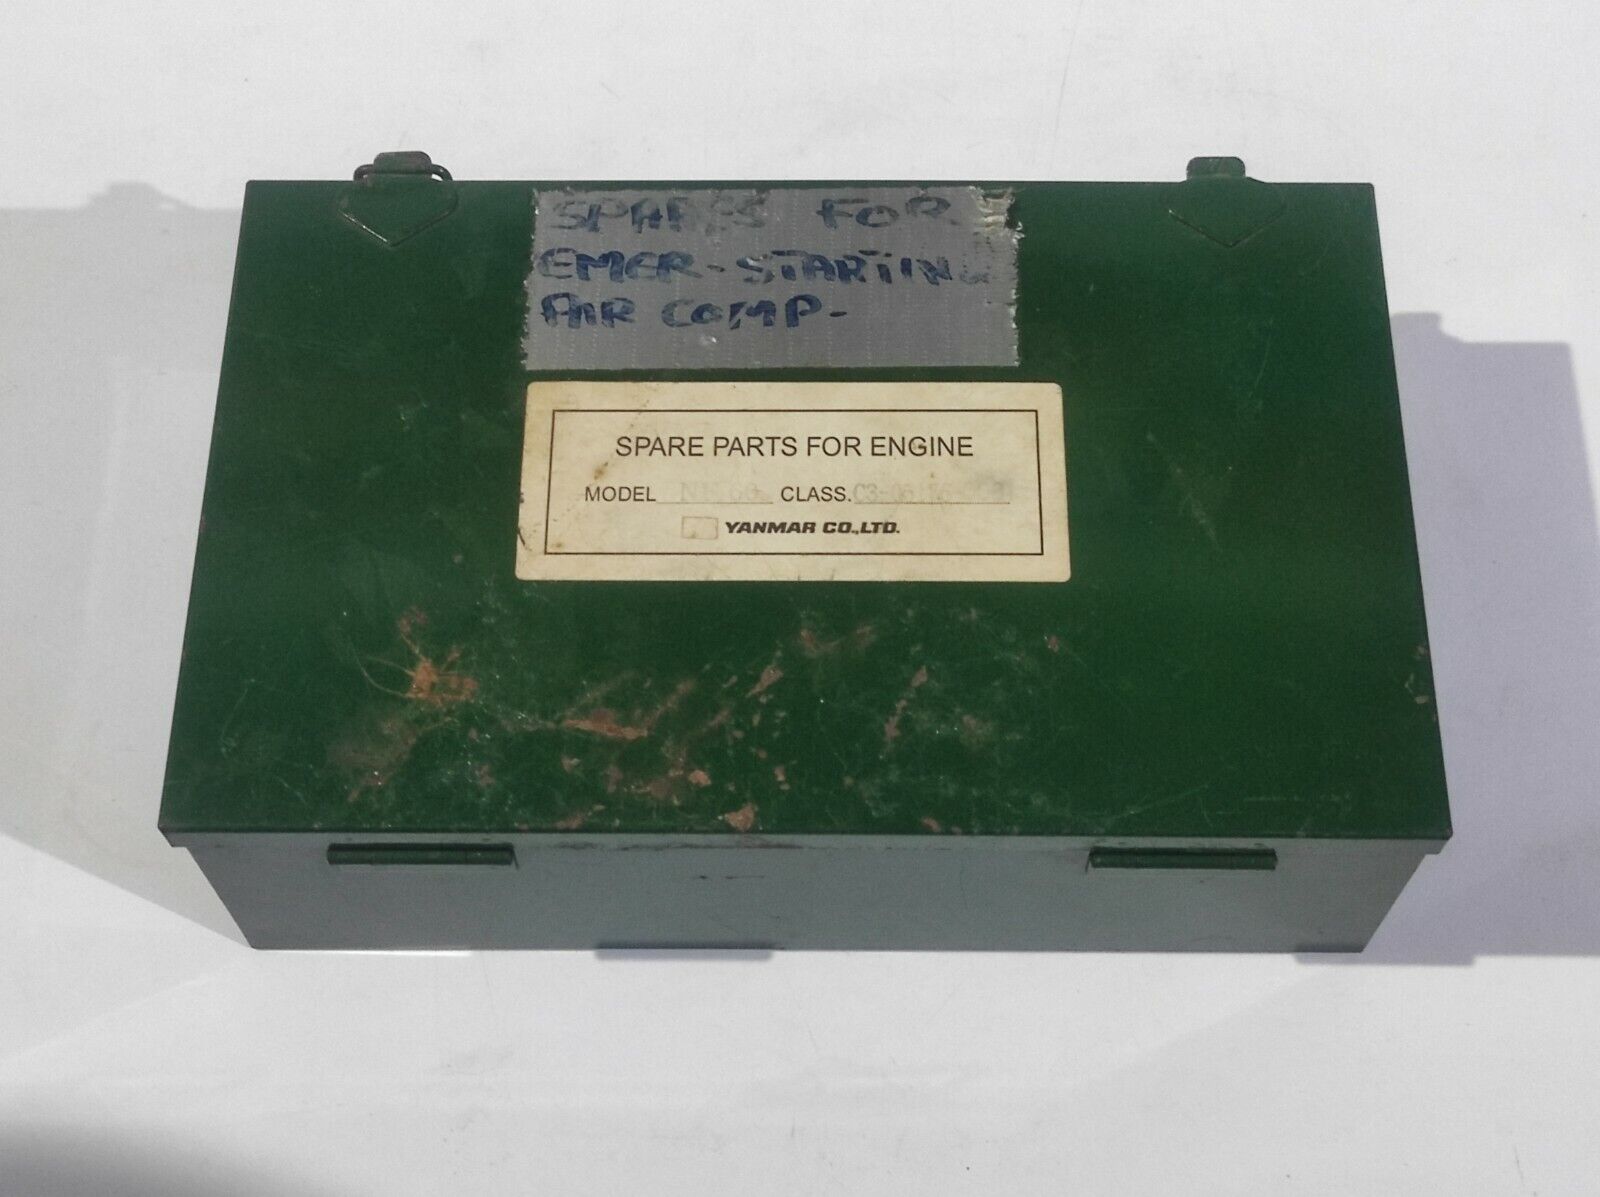 SPARES FOR
EMER-STARTING
AIR COMP-
SPARE PARTS FOR ENGINE
MODEL CLASS.
YANMAR CO.,LTD.